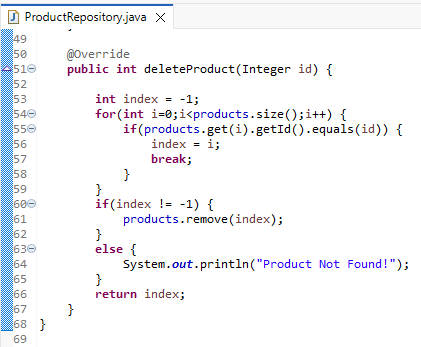 ProductRepository.java
49
50 @Override
51 public int deleteProduct(Integer id) {
52
53 int index = -1;
54 for(int i=0;i<products.size();i++) {
55 if(products.get(i).getId().equals(id)) {
56 index = i;
57 break;
58 }
59 }
60 if(index != -1) {
61 products.remove(index);
62 }
63 else {
64 System.out.println("Product Not Found!");
65 }
66 return index;
67 }
68 }
69